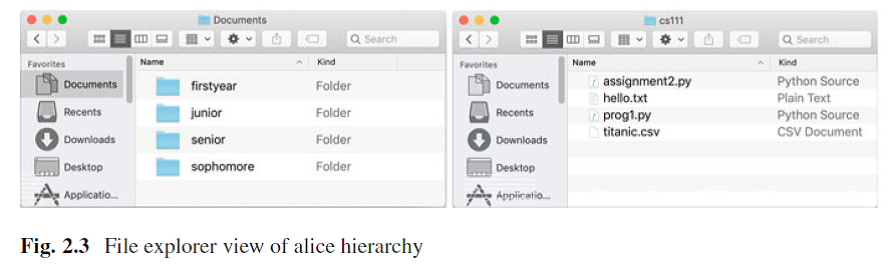 Documents
Search
Favorites
Documents
Recents
Downloads
Desktop
Applicatio...
Name Kind
firstyear Folder
junior Folder
senior Folder
sophomore Folder
cs111
Search
Favorites
Documents
Recents
Downloads
Desktop
Applicatio...
Name Kind
assignment2.py Python Source
hello.txt Plain Text
prog1.py Python Source
titanic.csv CSV Document
Fig. 2.3 File explorer view of alice hierarchy